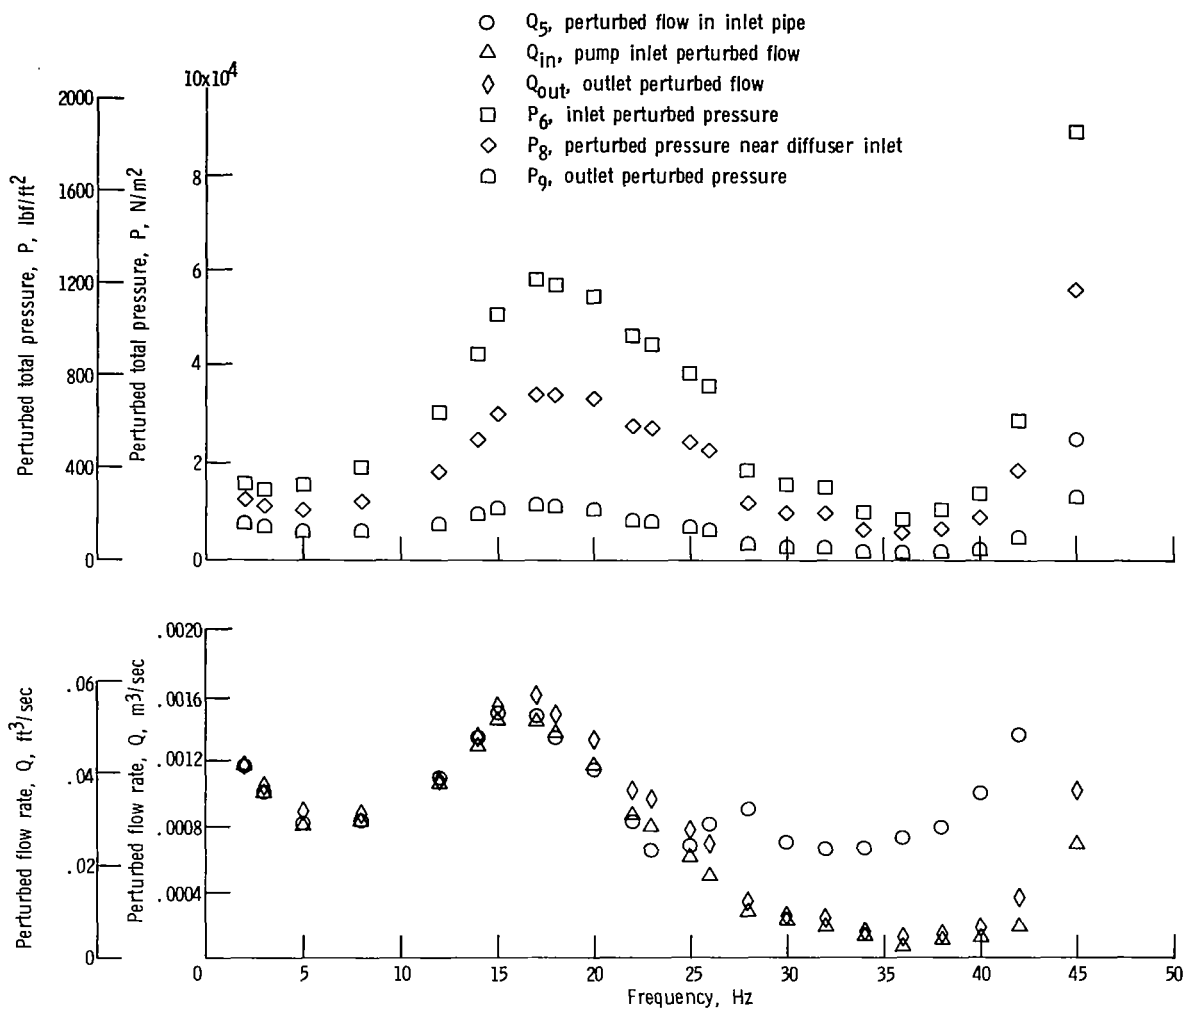 Q5, perturbed flow in inlet pipe
Qin, pump inlet perturbed flow
Qout, outlet perturbed flow
P6, inlet perturbed pressure
P8, perturbed pressure near diffuser inlet
P9, outlet perturbed pressure
Perturbed total pressure, P, lbf/ft2
2000
1600
1200
800
400
0
Perturbed total pressure, P, N/m2
10x104
8
6
4
2
0
Perturbed flow rate, Q, ft3/sec
.06
.04
.02
0
Perturbed flow rate, Q, m3/sec
.0020
.0016
.0012
.0008
.0004
0 5 10 15 20 25 30 35 40 45 50
Frequency, Hz